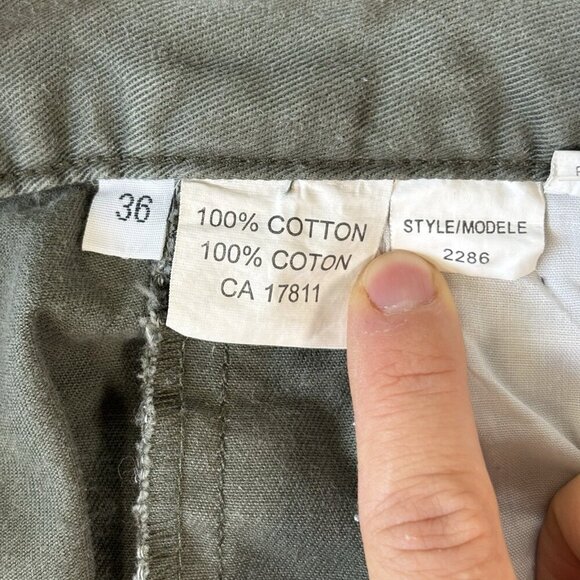 36
100% COTTON
100% COTON
CA 17811
STYLE/MODELE
2286